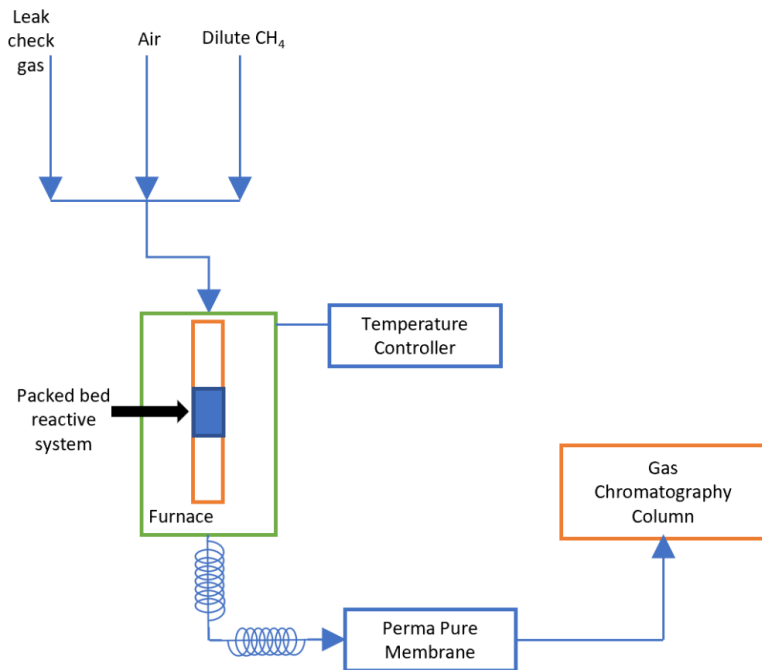 Leak
check
gas
Air
Dilute CH₄
Temperature
Controller
Packed bed
reactive
system
Furnace
Gas
Chromatography
Column
Perma Pure
Membrane